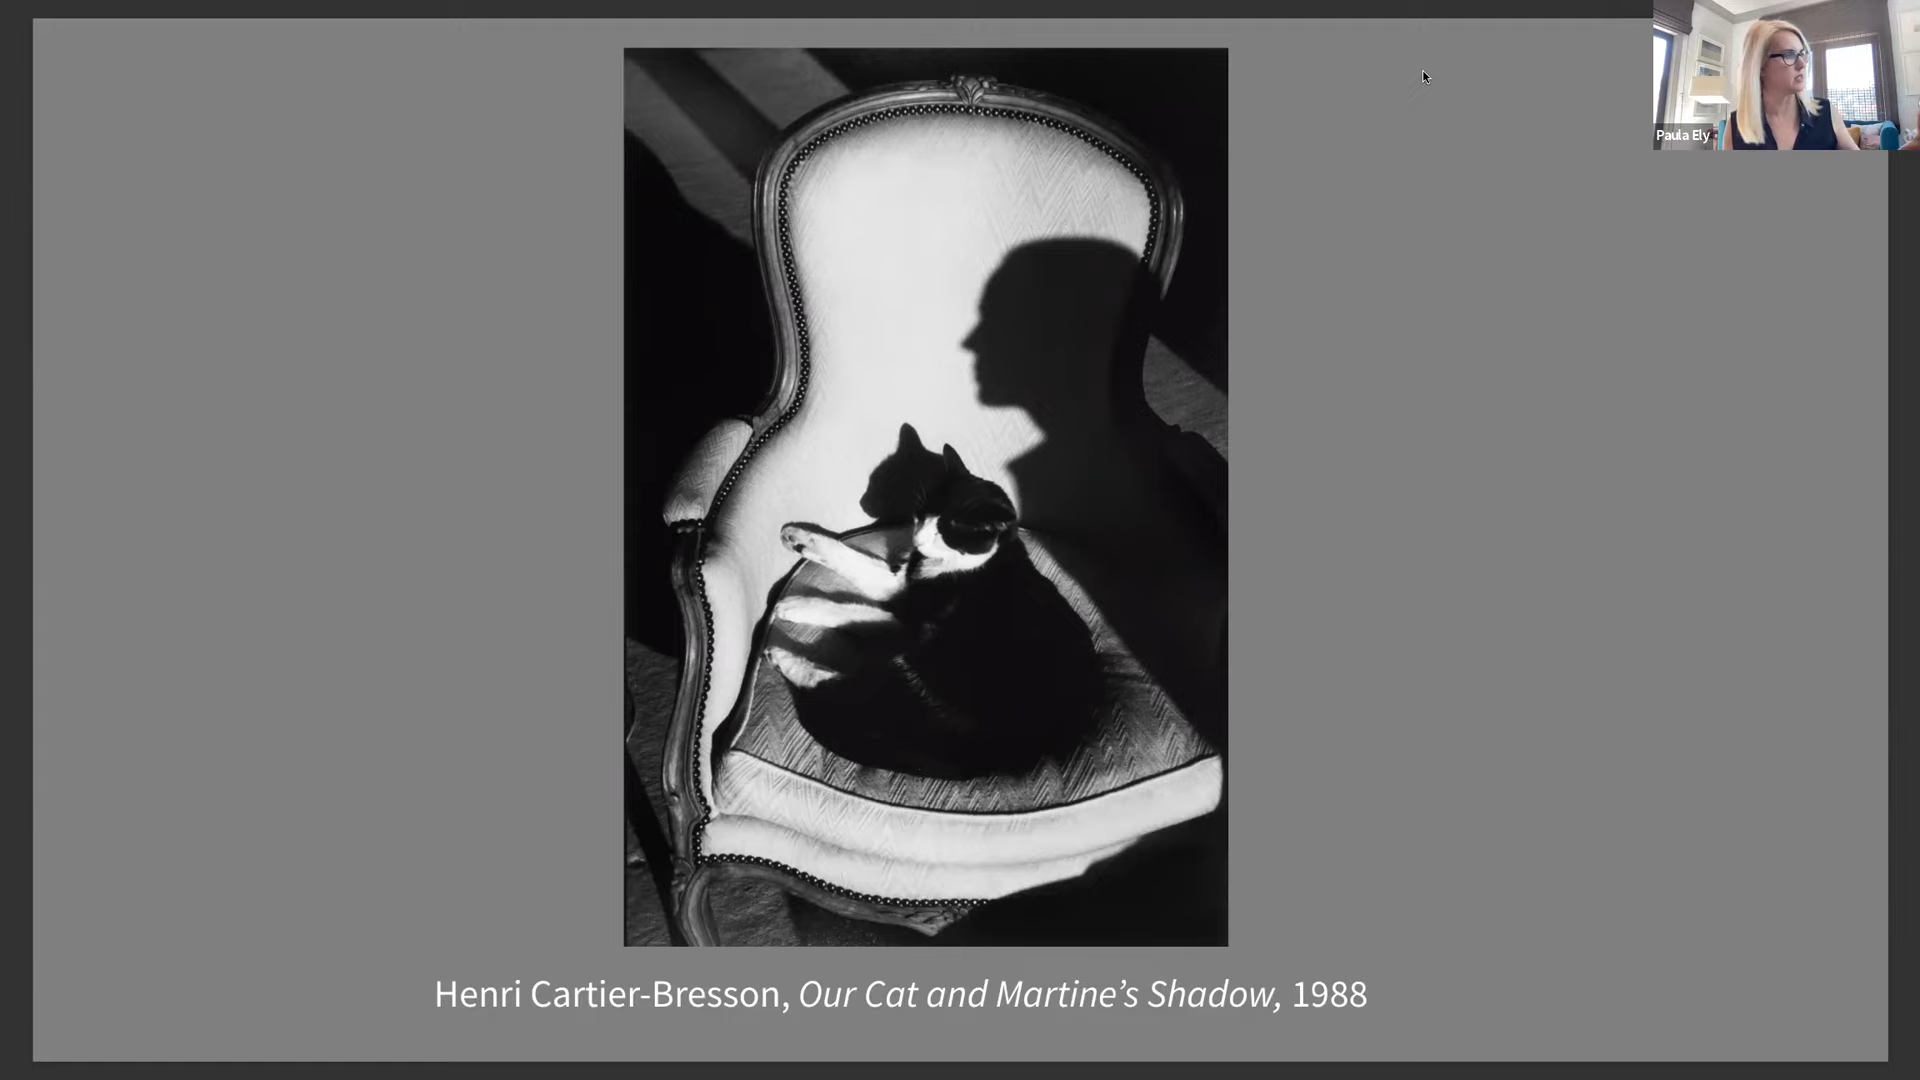 Paula Ely
Henri Cartier-Bresson, Our Cat and Martine’s Shadow, 1988